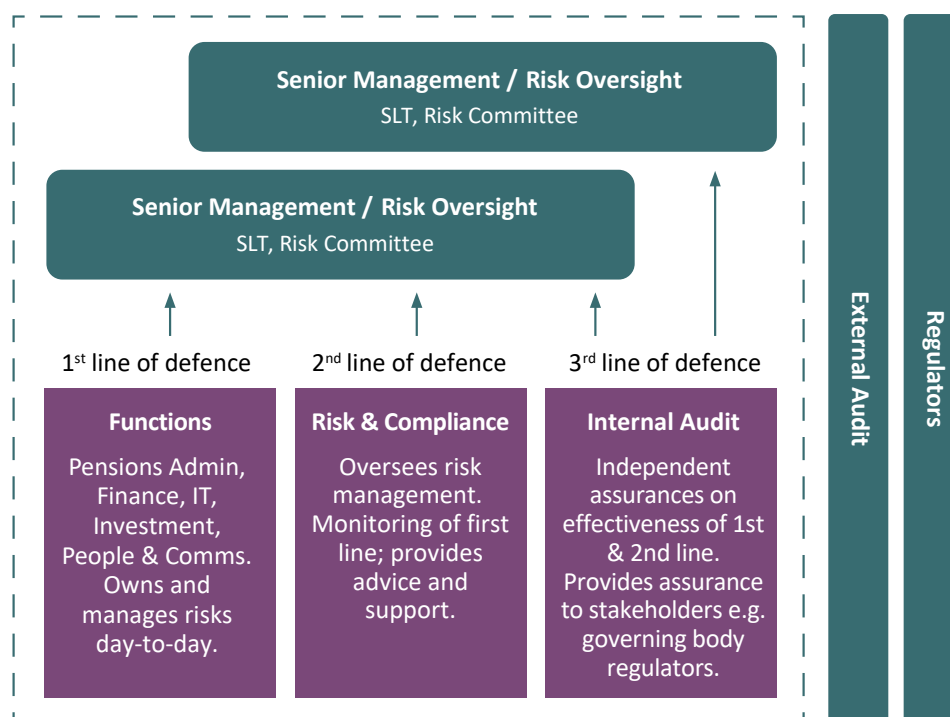 Senior Management / Risk Oversight
SLT, Risk Committee
Senior Management / Risk Oversight
SLT, Risk Committee
1st line of defence
Functions
Pensions Admin,
Finance, IT,
Investment,
People & Comms.
Owns and
manages risks
day-to-day.
2nd line of defence
Risk & Compliance
Oversees risk
management.
Monitoring of first
line; provides
advice and
support.
3rd line of defence
Internal Audit
Independent
assurances on
effectiveness of 1st
& 2nd line.
Provides assurance
to stakeholders e.g.
governing body
regulators.
External Audit
Regulators